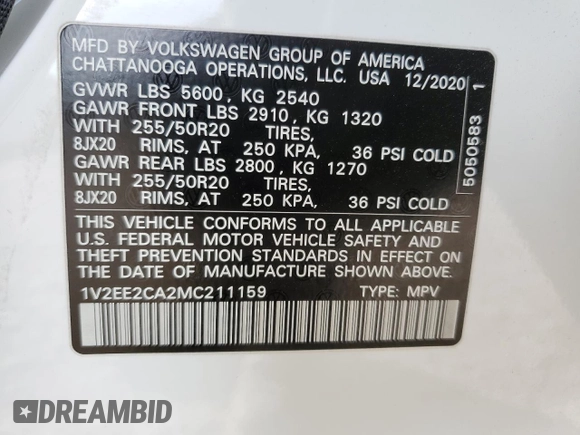 MFD BY VOLKSWAGEN GROUP OF AMERICA
CHATTANOOGA OPERATIONS, LLC. USA 12/2020
GVWR LBS 5600, KG 2540
GAWR FRONT LBS 2910, KG 1320
WITH 255/50R20 TIRES,
8JX20 RIMS, AT 250 KPA, 36 PSI COLD
GAWR REAR LBS 2800, KG 1270
WITH 255/50R20 TIRES,
8JX20 RIMS, AT 250 KPA, 36 PSI COLD
5050583 1
THIS VEHICLE CONFORMS TO ALL APPLICABLE
U.S. FEDERAL MOTOR VEHICLE SAFETY AND
THEFT PREVENTION STANDARDS IN EFFECT ON
THE DATE OF MANUFACTURE SHOWN ABOVE.
1V2EE2CA2MC211159 TYPE: MPV
DREAMBID